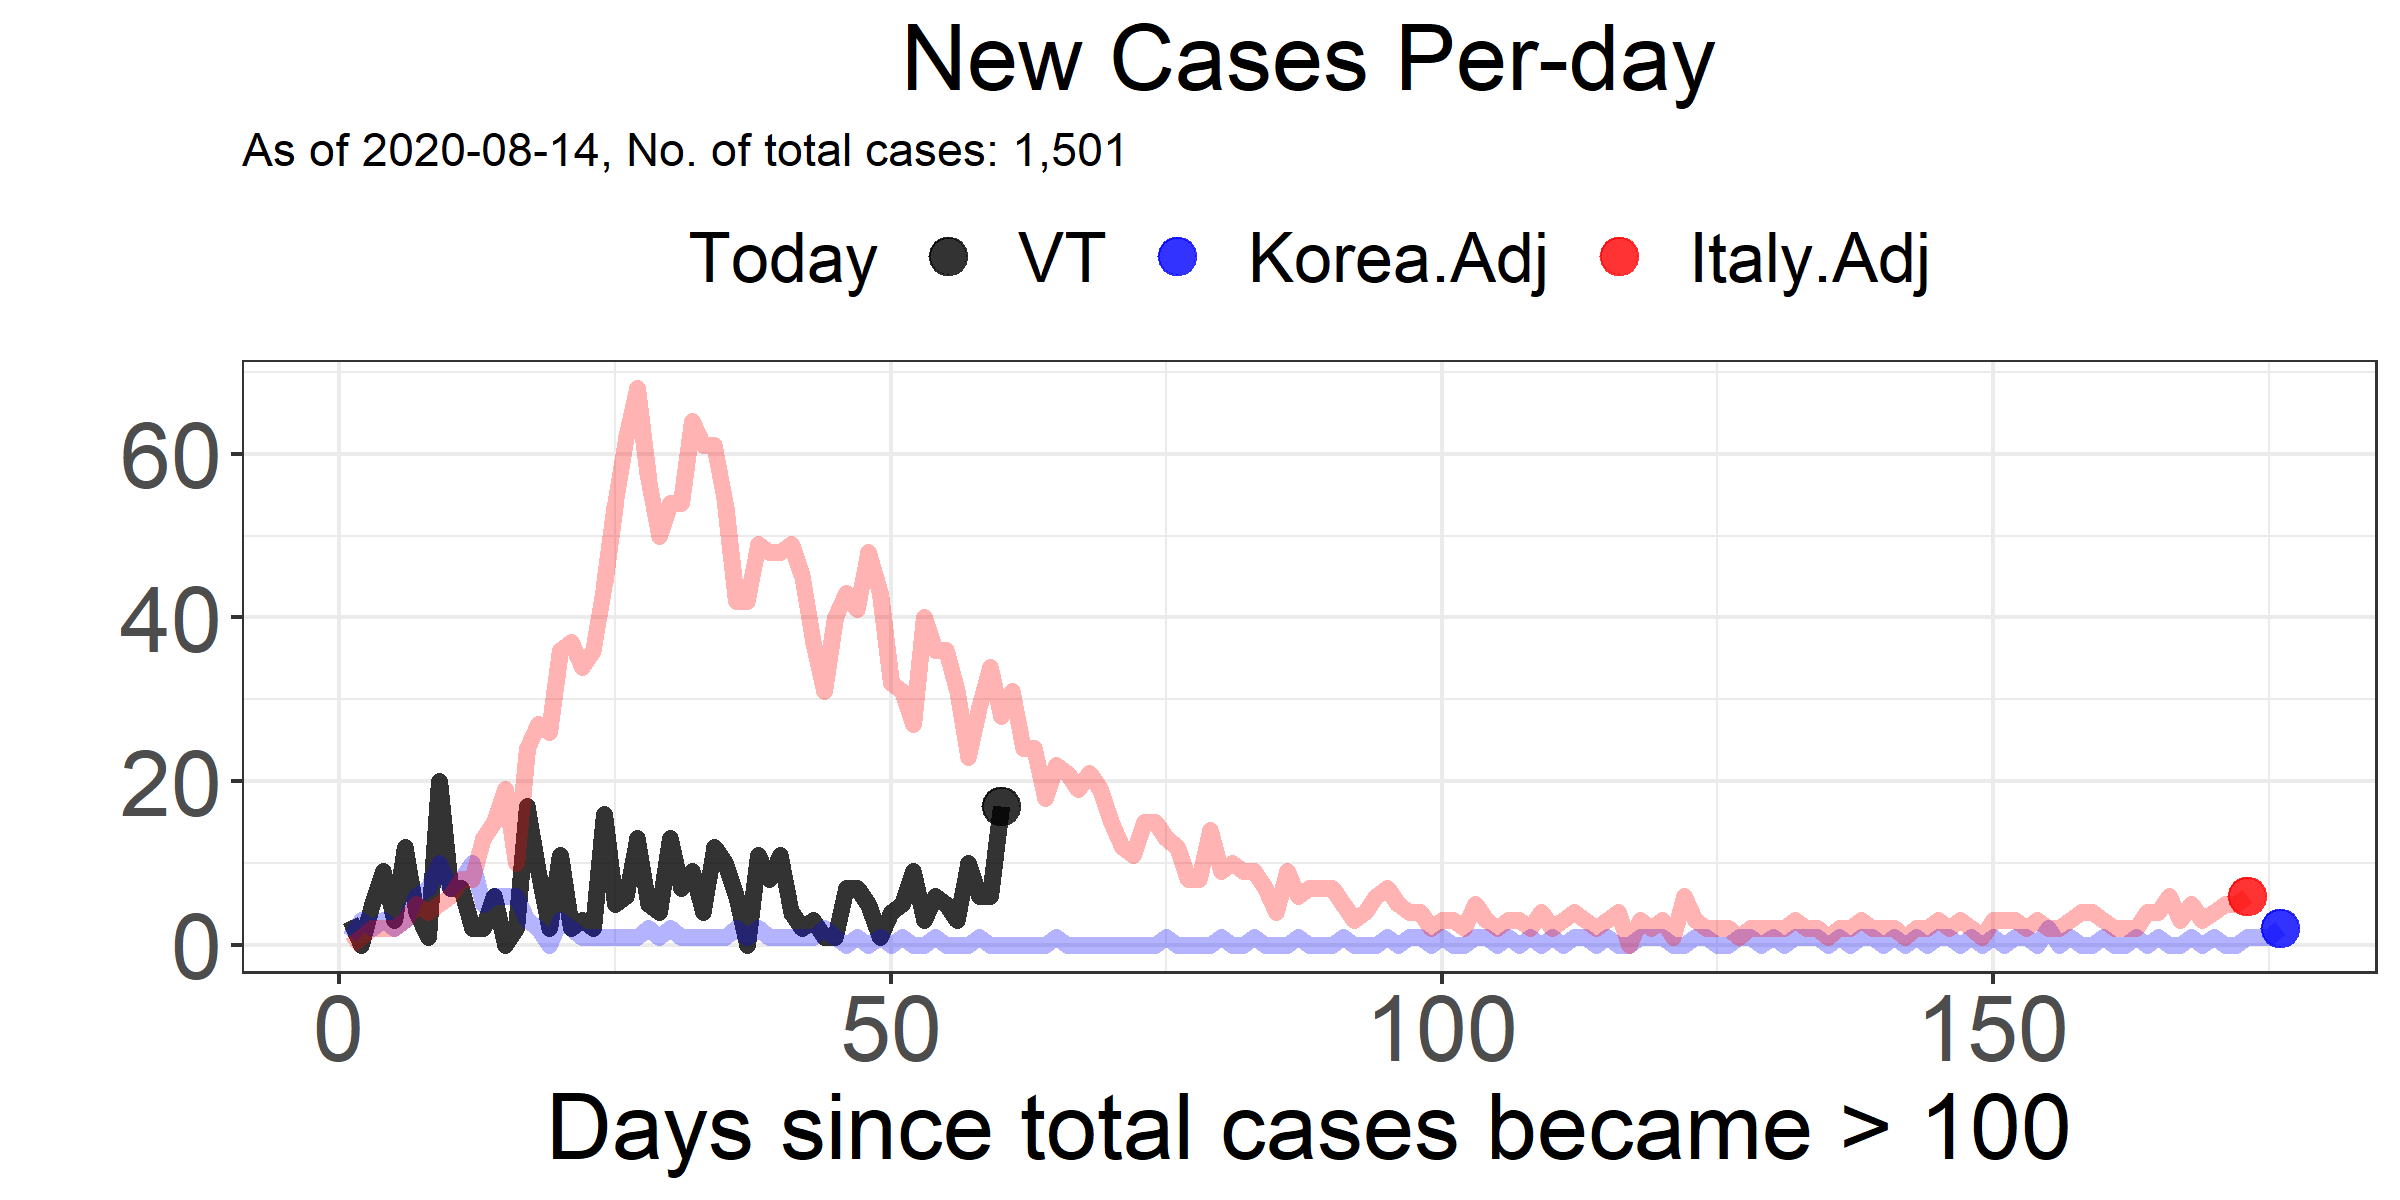 New Cases Per-day
As of 2020-08-14, No. of total cases: 1,501
Today VT Korea.Adj Italy.Adj
60
40
20
0
0 50 100 150
Days since total cases became > 100